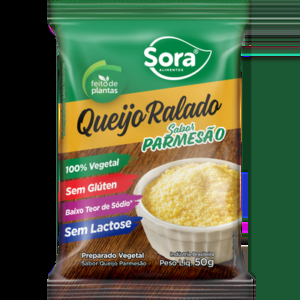 Sora®
ALIMENTOS
feito de
plantas
Queijo Ralado
Sabor
PARMESÃO
100% Vegetal
Sem Glúten
Baixo Teor de Sódio*
Sem Lactose
Preparado Vegetal
Sabor Queijo Parmesão
Indústria Brasileira
Peso Líq. 50g